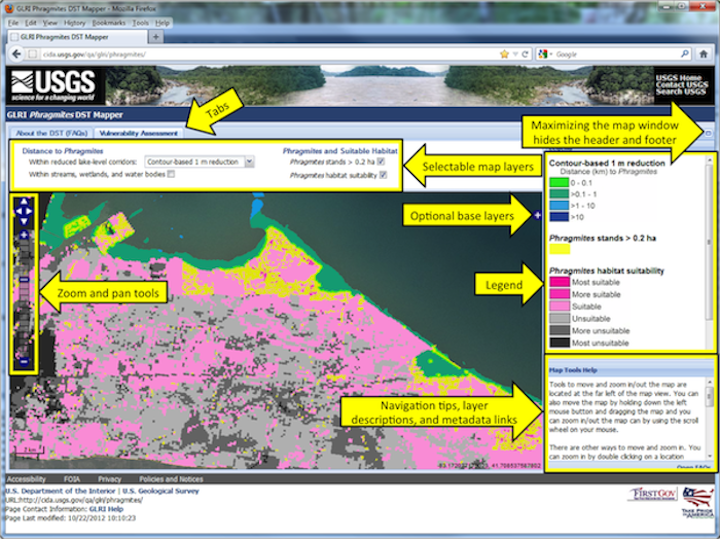 GLRI Phragmites DST Mapper - Mozilla Firefox
File Edit View History Bookmarks Tools Help
GLRI Phragmites DST Mapper
cida.usgs.gov/qa/glri/phragmites/
Google
USGS
science for a changing world
USGS Home
Contact USGS
Search USGS
GLRI Phragmites DST Mapper
Tabs
About the DST (FAQs)
Vulnerability Assessment
Maximizing the map window
hides the header and footer
Distance to Phragmites
Within reduced lake-level corridors: Contour-based 1 m reduction
Within streams, wetlands, and water bodies
Phragmites and Suitable Habitat
Phragmites stands > 0.2 ha
Phragmites habitat suitability
Selectable map layers
Optional base layers
Contour-based 1 m reduction
Distance (km) to Phragmites
0 - 0.1
>0.1 - 1
>1 - 10
>10
Phragmites stands > 0.2 ha
Legend
Phragmites habitat suitability
Most suitable
More suitable
Suitable
Unsuitable
More unsuitable
Most unsuitable
Zoom and pan tools
Navigation tips, layer
descriptions, and metadata links
Map Tools Help
Tools to move and zoom in/out the map are
located at the far left of the map view. You can
also move the map by holding down the left
mouse button and dragging the map and you
can zoom in/out the map can by using the scroll
wheel on your mouse.
There are other ways to move and zoom in. You
can zoom in by double clicking on a location
Open FAQs
2 km
Accessibility FOIA Privacy Policies and Notices
U.S. Department of the Interior | U.S. Geological Survey
URL:http://cida.usgs.gov/qa/glri/phragmites/
Page Contact Information: GLRI Help
Page Last modified: 10/22/2012 10:10:23
FIRSTGOV
TAKE PRIDE
IN AMERICA